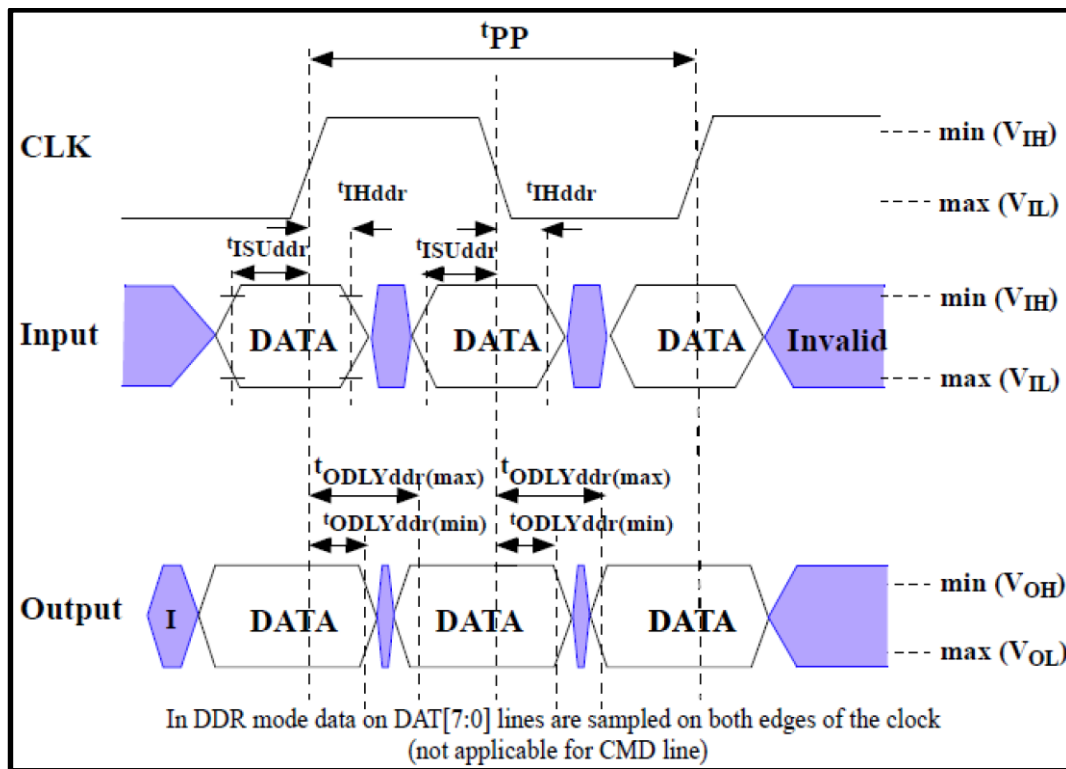 tPP
CLK
min (VIH)
max (VIL)
tIHddr
tIHddr
tISUddr
tISUddr
Input
DATA
DATA
DATA
Invalid
min (VIH)
max (VIL)
tODLYddr(max)
tODLYddr(max)
tODLYddr(min)
tODLYddr(min)
Output
I
DATA
DATA
DATA
min (VOH)
max (VOL)
In DDR mode data on DAT[7:0] lines are sampled on both edges of the clock
(not applicable for CMD line)